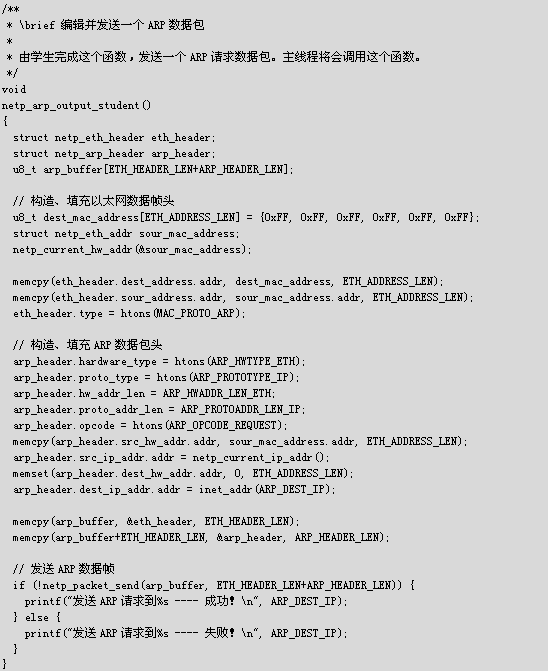 /**
 * \brief 编辑并发送一个 ARP 数据包
 *
 * 由学生完成这个函数，发送一个 ARP 请求数据包。主线程将会调用这个函数。
 */
void
netp_arp_output_student()
{
  struct netp_eth_header eth_header;
  struct netp_arp_header arp_header;
  u8_t arp_buffer[ETH_HEADER_LEN+ARP_HEADER_LEN];

  // 构造、填充以太网数据帧头
  u8_t dest_mac_address[ETH_ADDRESS_LEN] = {0xFF, 0xFF, 0xFF, 0xFF, 0xFF, 0xFF};
  struct netp_eth_addr sour_mac_address;
  netp_current_hw_addr(&sour_mac_address);

  memcpy(eth_header.dest_address.addr, dest_mac_address, ETH_ADDRESS_LEN);
  memcpy(eth_header.sour_address.addr, sour_mac_address.addr, ETH_ADDRESS_LEN);
  eth_header.type = htons(MAC_PROTO_ARP);

  // 构造、填充 ARP 数据包头
  arp_header.hardware_type = htons(ARP_HWTYPE_ETH);
  arp_header.proto_type = htons(ARP_PROTOTYPE_IP);
  arp_header.hw_addr_len = ARP_HWADDR_LEN_ETH;
  arp_header.proto_addr_len = ARP_PROTOADDR_LEN_IP;
  arp_header.opcode = htons(ARP_OPCODE_REQUEST);
  memcpy(arp_header.src_hw_addr.addr, sour_mac_address.addr, ETH_ADDRESS_LEN);
  arp_header.src_ip_addr.addr = netp_current_ip_addr();
  memset(arp_header.dest_hw_addr.addr, 0, ETH_ADDRESS_LEN);
  arp_header.dest_ip_addr.addr = inet_addr(ARP_DEST_IP);

  memcpy(arp_buffer, &eth_header, ETH_HEADER_LEN);
  memcpy(arp_buffer+ETH_HEADER_LEN, &arp_header, ARP_HEADER_LEN);

  // 发送 ARP 数据帧
  if (!netp_packet_send(arp_buffer, ETH_HEADER_LEN+ARP_HEADER_LEN)) {
    printf("发送 ARP 请求到%s ---- 成功！\n", ARP_DEST_IP);
  } else {
    printf("发送 ARP 请求到%s ---- 失败！\n", ARP_DEST_IP);
  }
}